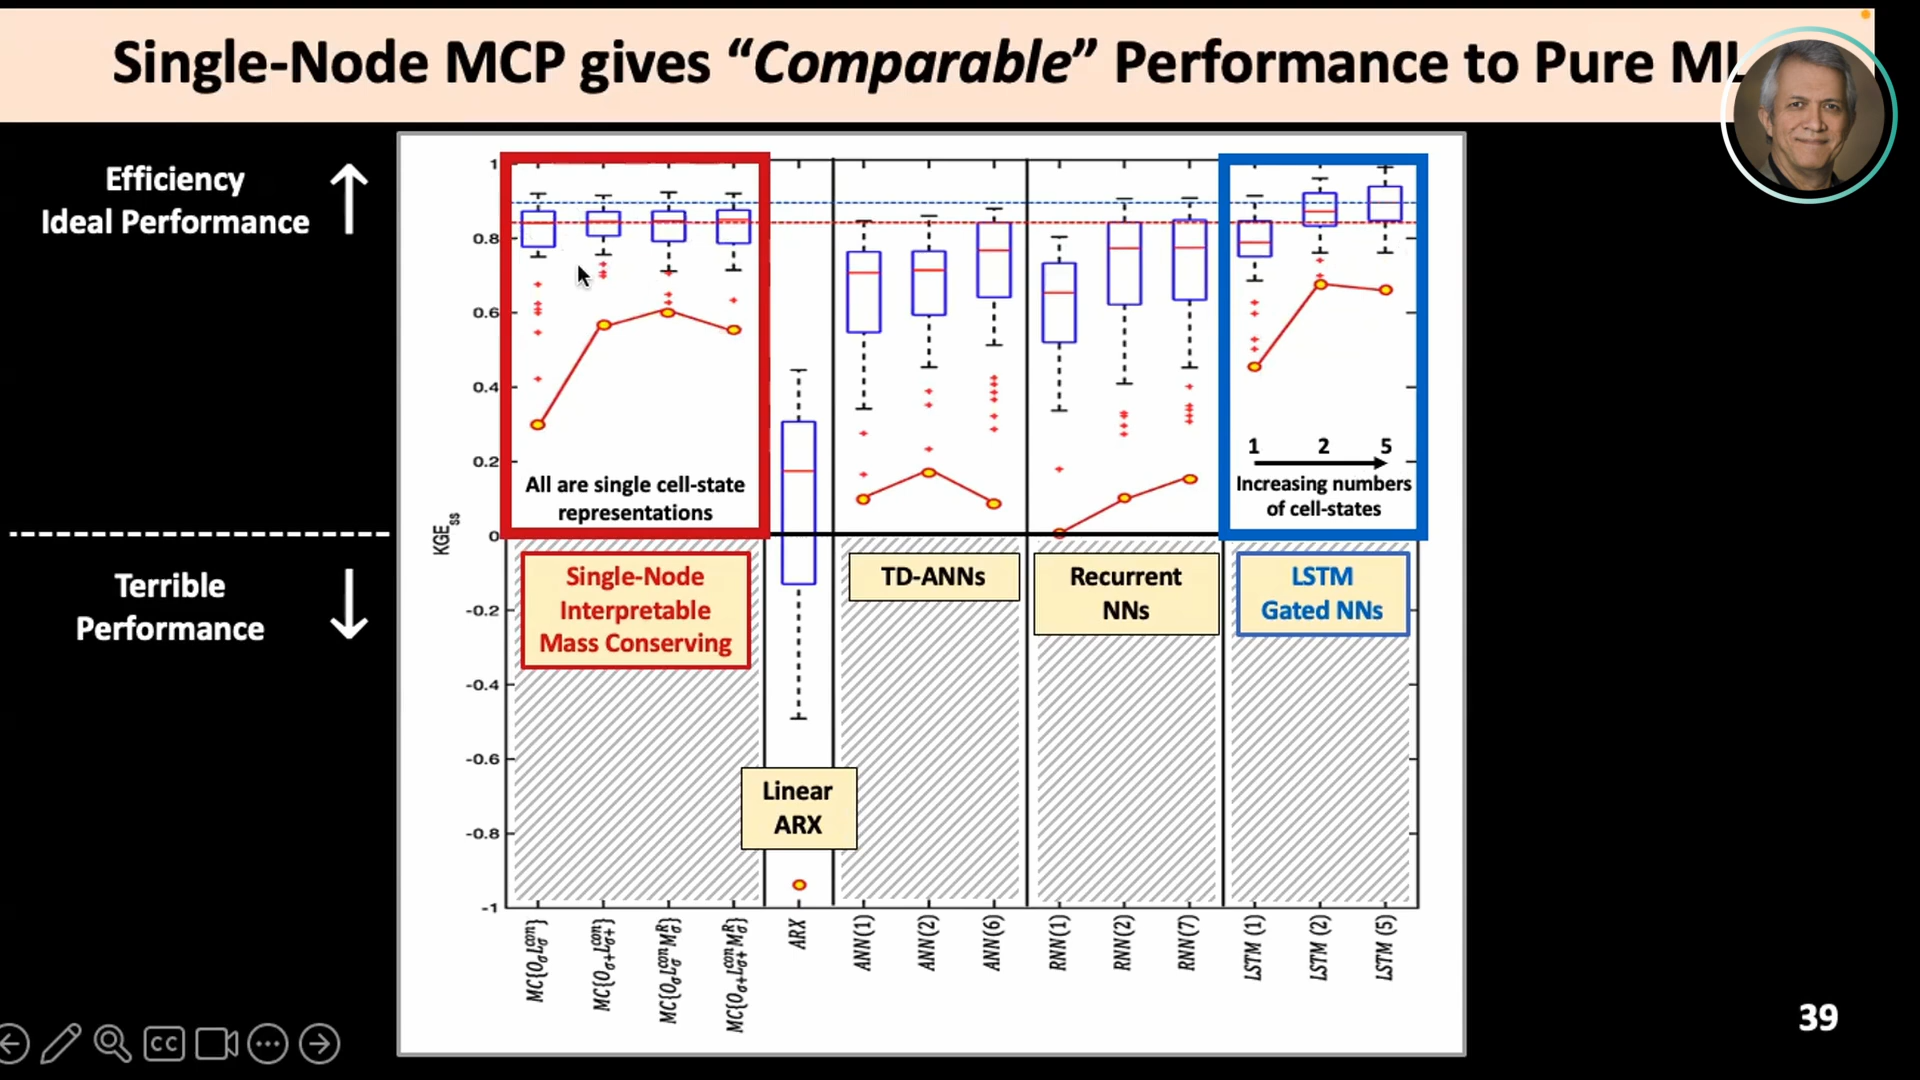 Single-Node MCP gives “Comparable” Performance to Pure ML
Efficiency
Ideal Performance
Terrible
Performance
KGEss
1
0.8
0.6
0.4
0.2
0
-0.2
-0.4
-0.6
-0.8
-1
All are single cell-state
representations
Single-Node
Interpretable
Mass Conserving
Linear
ARX
TD-ANNs
Recurrent
NNs
1 2 5
Increasing numbers
of cell-states
LSTM
Gated NNs
ARX
ANN(1)
ANN(2)
ANN(6)
RNN(1)
RNN(2)
RNN(7)
LSTM (1)
LSTM (2)
LSTM (5)
CC
39